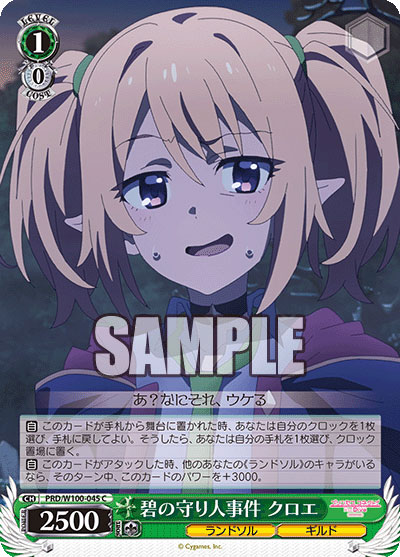 LEVEL
1
0
COST
SAMPLE
あ？なにそれ、ウケる
このカードが手札から舞台に置かれた時、あなたは自分のクロックを1枚
選び、手札に戻してよい。そうしたら、あなたは自分の手札を1枚選び、クロック
置場に置く。
このカードがアタックした時、他のあなたの《ランドソル》のキャラがいる
なら、そのターン中、このカードのパワーを+3000。
CH PRD/W100-045 C
2500
碧の守り人事件 クロエ
ランドソル ギルド
© Cygames, Inc.